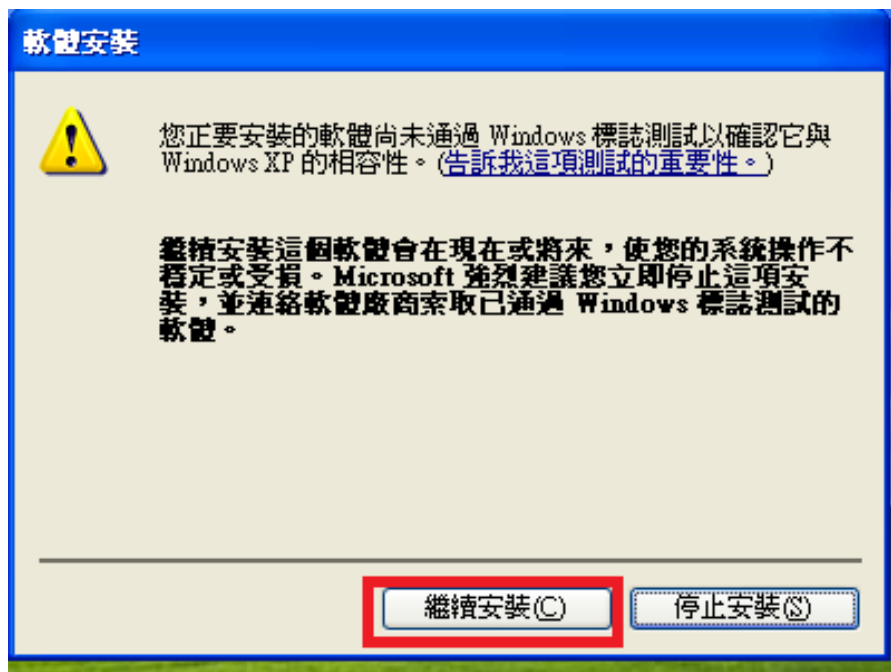 軟體安裝
您正要安裝的軟體尚未通過 Windows 標誌測試以確認它與
Windows XP 的相容性。(告訴我這項測試的重要性。)
繼續安裝這個軟體會在現在或將來，使您的系統操作不
穩定或受損。Microsoft 強烈建議您立即停止這項安
裝，並連絡軟體廠商索取已通過 Windows 標誌測試的
軟體。
繼續安裝(C)
停止安裝(S)